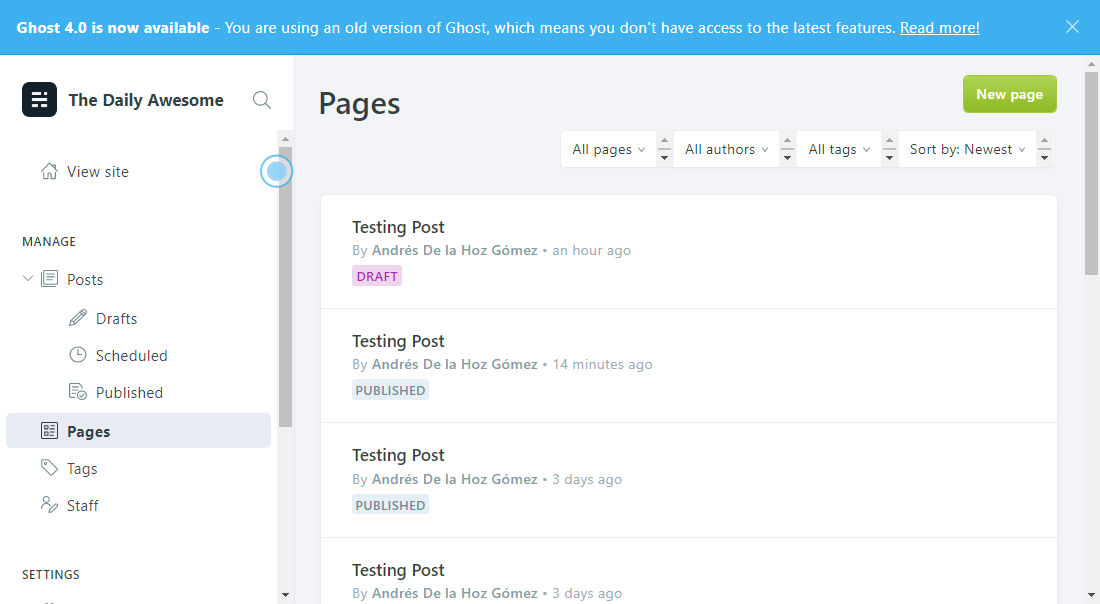 Ghost 4.0 is now available - You are using an old version of Ghost, which means you don't have access to the latest features. Read more!
The Daily Awesome
View site
MANAGE
Posts
Drafts
Scheduled
Published
Pages
Tags
Staff
SETTINGS
Pages
New page
All pages
All authors
All tags
Sort by: Newest
Testing Post
By Andrés De la Hoz Gómez • an hour ago
DRAFT
Testing Post
By Andrés De la Hoz Gómez • 14 minutes ago
PUBLISHED
Testing Post
By Andrés De la Hoz Gómez • 3 days ago
PUBLISHED
Testing Post
By Andrés De la Hoz Gómez • 3 days ago